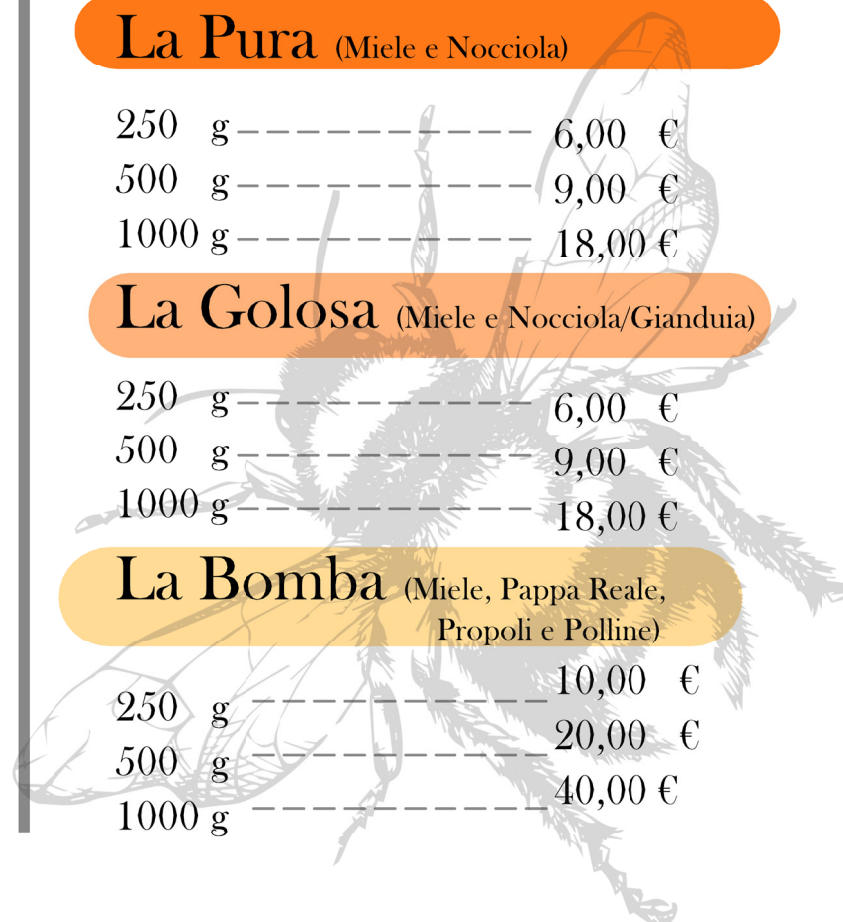 La Pura (Miele e Nocciola)
250 g 6,00 €
500 g 9,00 €
1000 g 18,00 €
La Golosa (Miele e Nocciola/Gianduia)
250 g 6,00 €
500 g 9,00 €
1000 g 18,00 €
La Bomba (Miele, Pappa Reale,
Propoli e Polline)
250 g 10,00 €
500 g 20,00 €
1000 g 40,00 €